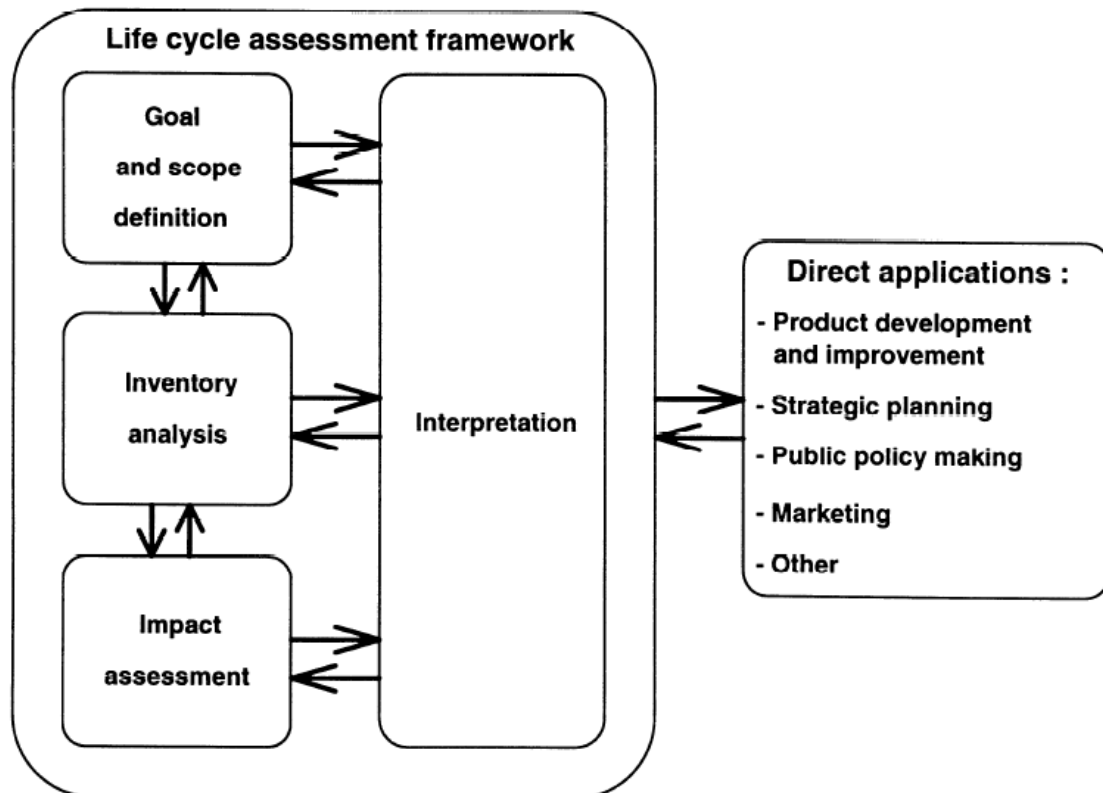 Life cycle assessment framework
Goal
and scope
definition
Inventory
analysis
Impact
assessment
Interpretation
Direct applications :
- Product development
and improvement
- Strategic planning
- Public policy making
- Marketing
- Other